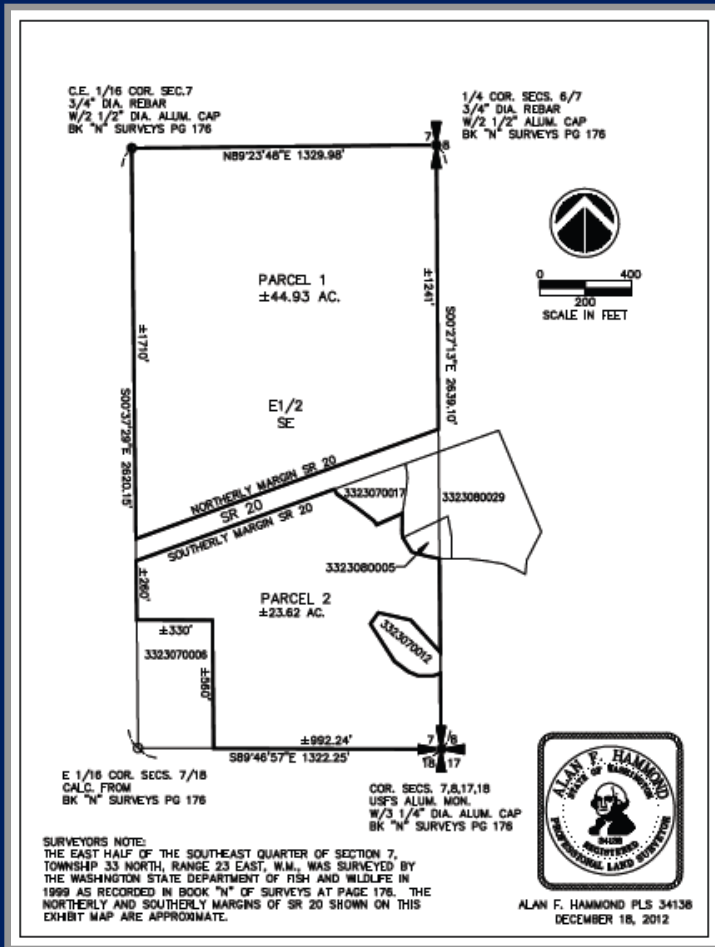 C.E. 1/16 COR. SEC.7
3/4" DIA. REBAR
W/2 1/2" DIA. ALUM. CAP
BK "N" SURVEYS PG 176
1/4 COR. SECS. 6/7
3/4" DIA. REBAR
W/2 1/2" ALUM. CAP
BK "N" SURVEYS PG 176
7 8
N89°23'48"E 1329.98'
PARCEL 1
±44.93 AC.
±1241'
S00°27'13"E 2639.10'
0 400
200
SCALE IN FEET
±1710'
S00°37'29"E 2620.15'
E1/2
SE
NORTHERLY MARGIN SR 20
SR 20
SOUTHERLY MARGIN SR 20
3323070017
3323080029
3323080005
±260'
PARCEL 2
±23.62 AC.
±330'
3323070006
±560'
3323070012
±992.24'
S89°46'57"E 1322.25'
7 8
18 17
E 1/16 COR. SECS. 7/18
CALC. FROM
BK "N" SURVEYS PG 176
COR. SECS. 7,8,17,18
USFS ALUM. MON.
W/3 1/4" DIA. ALUM. CAP
BK "N" SURVEYS PG 176
ALAN F. HAMMOND
STATE OF WASHINGTON
34138
REGISTERED
PROFESSIONAL LAND SURVEYOR
SURVEYORS NOTE:
THE EAST HALF OF THE SOUTHEAST QUARTER OF SECTION 7,
TOWNSHIP 33 NORTH, RANGE 23 EAST, W.M., WAS SURVEYED BY
THE WASHINGTON STATE DEPARTMENT OF FISH AND WILDLIFE IN
1999 AS RECORDED IN BOOK "N" OF SURVEYS AT PAGE 176. THE
NORTHERLY AND SOUTHERLY MARGINS OF SR 20 SHOWN ON THIS
EXHIBIT MAP ARE APPROXIMATE.
ALAN F. HAMMOND PLS 34138
DECEMBER 18, 2012